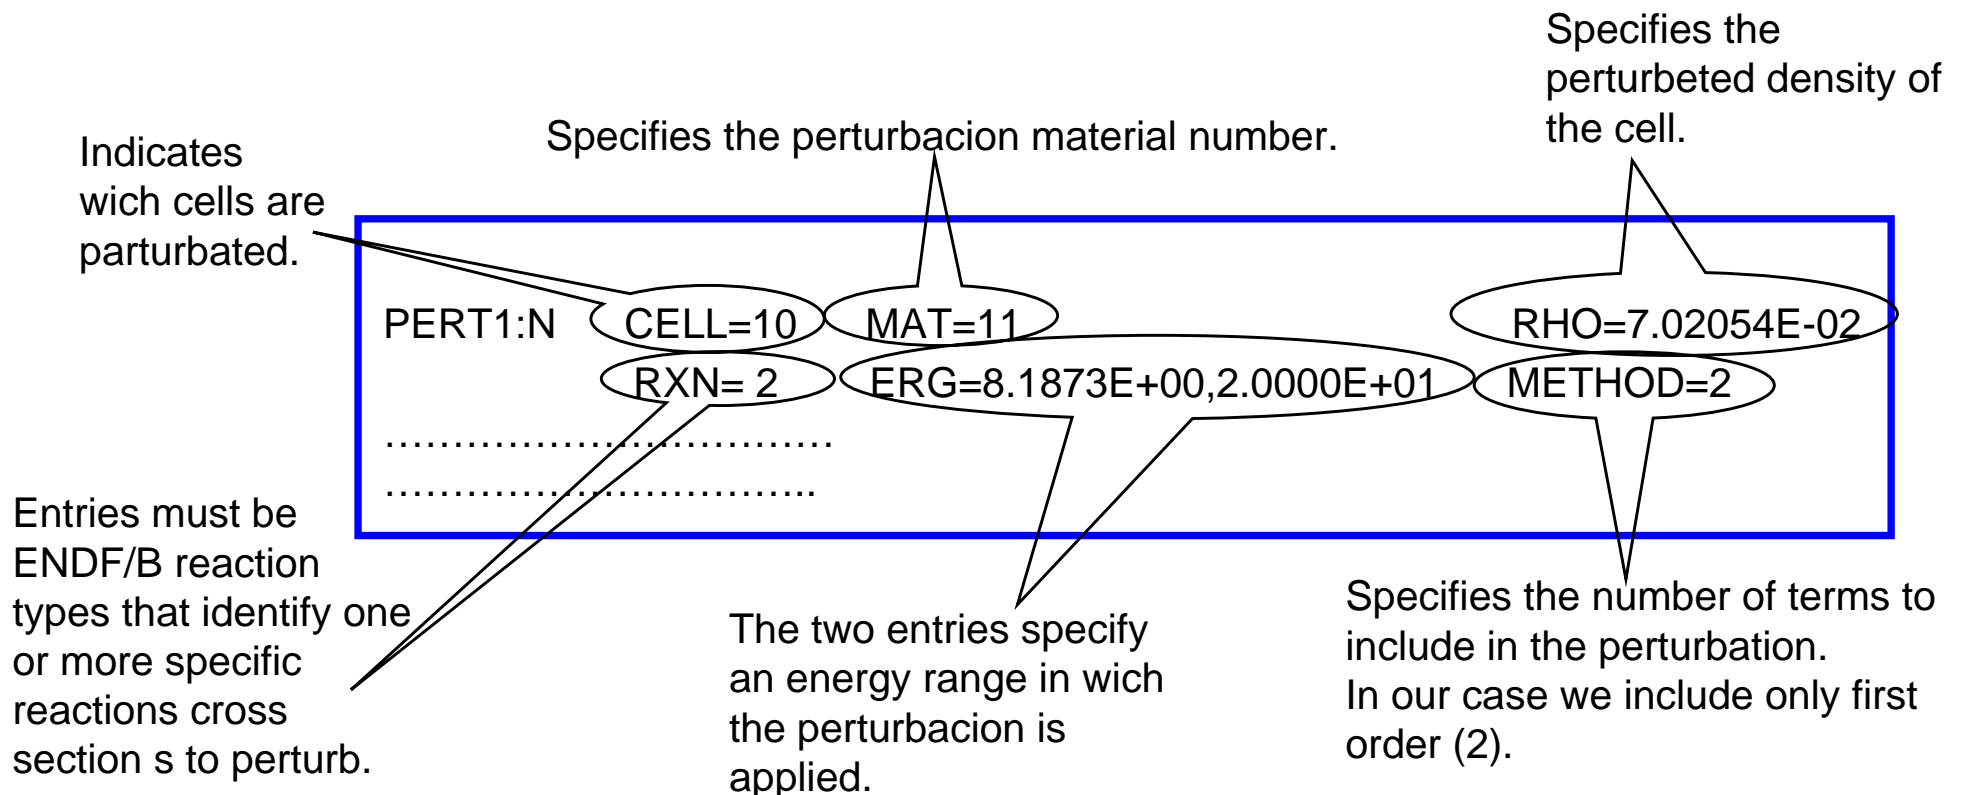 Specifies the
perturbeted density of
the cell.
Specifies the perturbacion material number.
Indicates
wich cells are
parturbated.
PERT1:N CELL=10 MAT=11 RHO=7.02054E-02
RXN= 2 ERG=8.1873E+00,2.0000E+01 METHOD=2
……………………………
…………………………..
Entries must be
ENDF/B reaction
types that identify one
or more specific
reactions cross
section s to perturb.
The two entries specify
an energy range in wich
the perturbacion is
applied.
Specifies the number of terms to
include in the perturbation.
In our case we include only first
order (2).